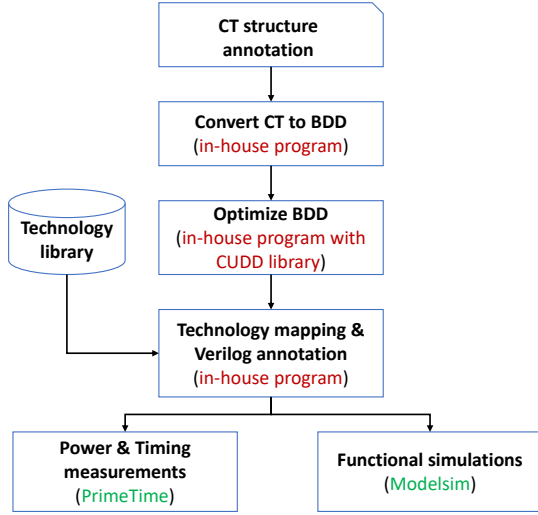 CT structure
annotation
Convert CT to BDD
(in-house program)
Optimize BDD
(in-house program with
CUDD library)
Technology
library
Technology mapping &
Verilog annotation
(in-house program)
Power & Timing
measurements
(PrimeTime)
Functional simulations
(Modelsim)